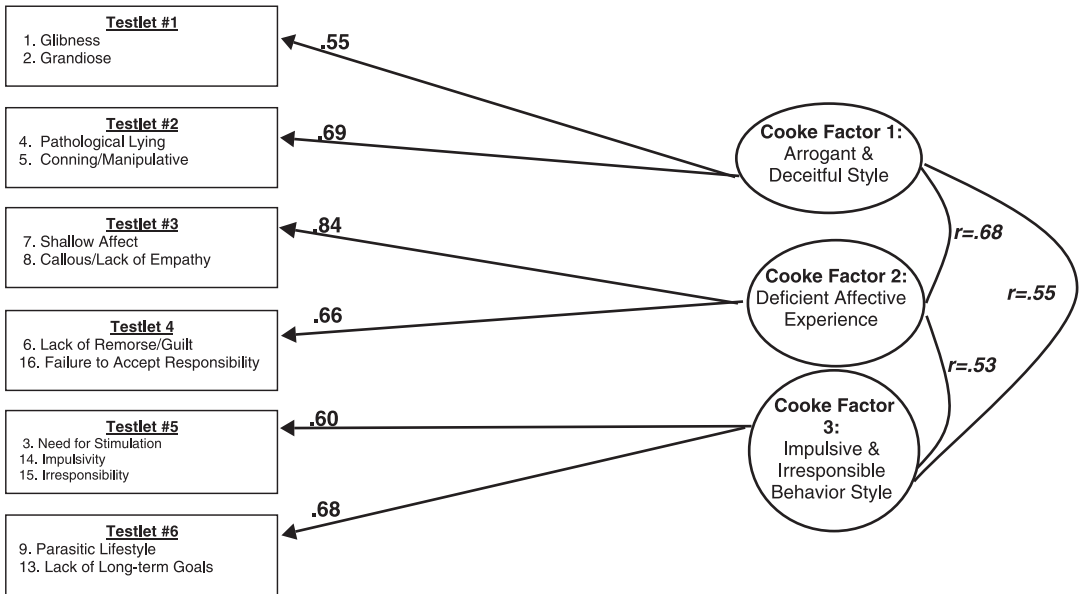 Testlet #1
1. Glibness
2. Grandiose
.55
Testlet #2
4. Pathological Lying
5. Conning/Manipulative
.69
Cooke Factor 1:
Arrogant &
Deceitful Style
Testlet #3
7. Shallow Affect
8. Callous/Lack of Empathy
.84
r=.68
Cooke Factor 2:
Deficient Affective
Experience
r=.55
Testlet 4
6. Lack of Remorse/Guilt
16. Failure to Accept Responsibility
.66
r=.53
Testlet #5
3. Need for Stimulation
14. Impulsivity
15. Irresponsibility
.60
Cooke Factor
3:
Impulsive &
Irresponsible
Behavior Style
Testlet #6
9. Parasitic Lifestyle
13. Lack of Long-term Goals
.68